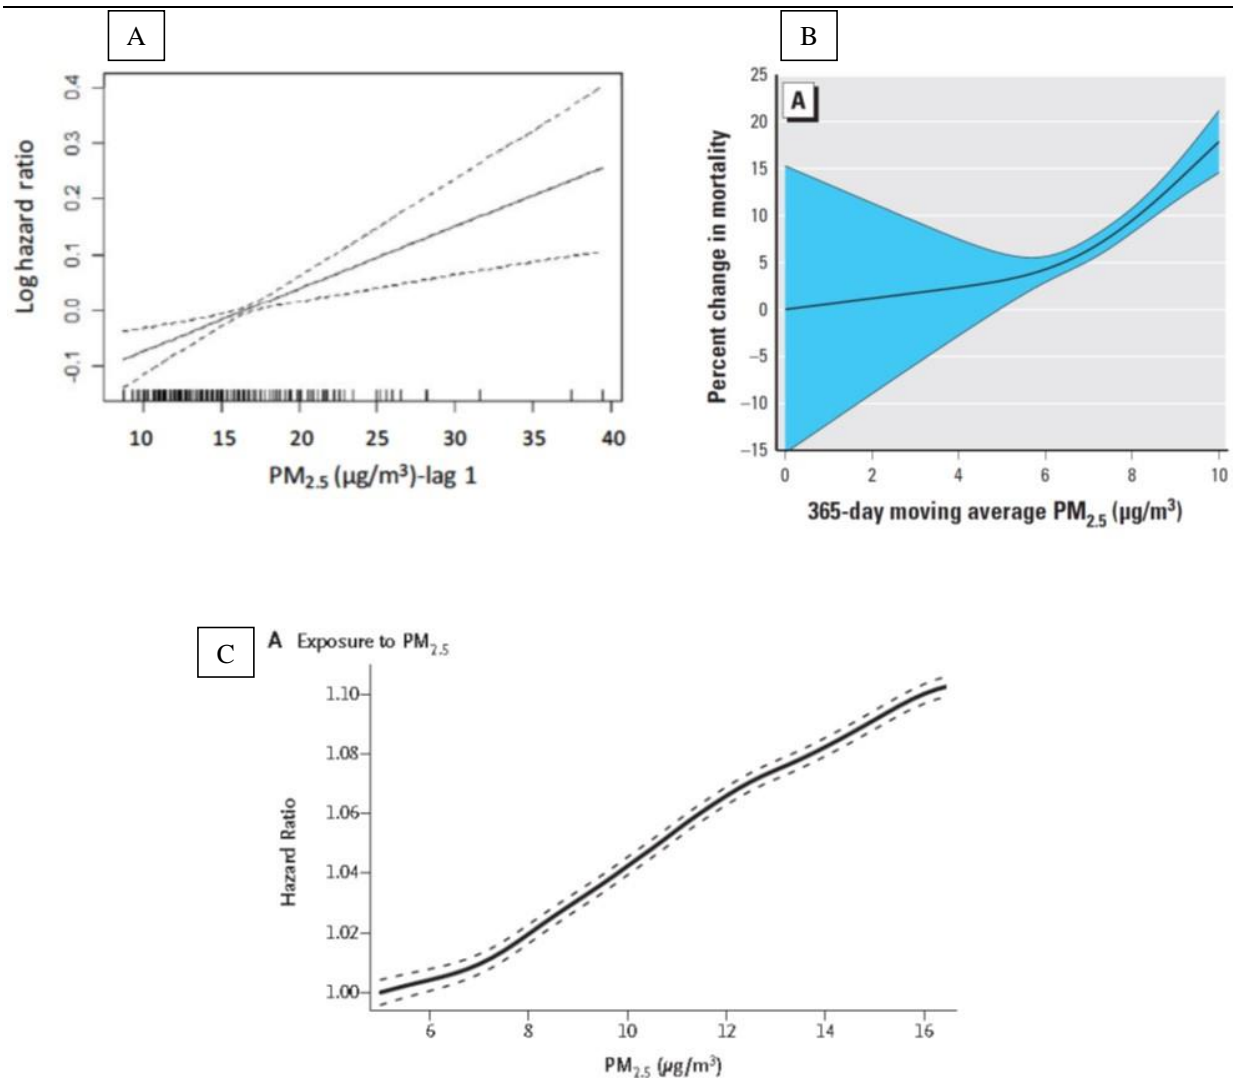 A
Log hazard ratio
0.4
0.3
0.2
0.1
0.0
-0.1
10 15 20 25 30 35 40
PM2.5 (µg/m³)-lag 1
B
A
Percent change in mortality
25
20
15
10
5
0
−5
−10
−15
0 2 4 6 8 10
365-day moving average PM2.5 (µg/m³)
C
A Exposure to PM2.5
Hazard Ratio
1.10
1.08
1.06
1.04
1.02
1.00
6 8 10 12 14 16
PM2.5 (µg/m³)